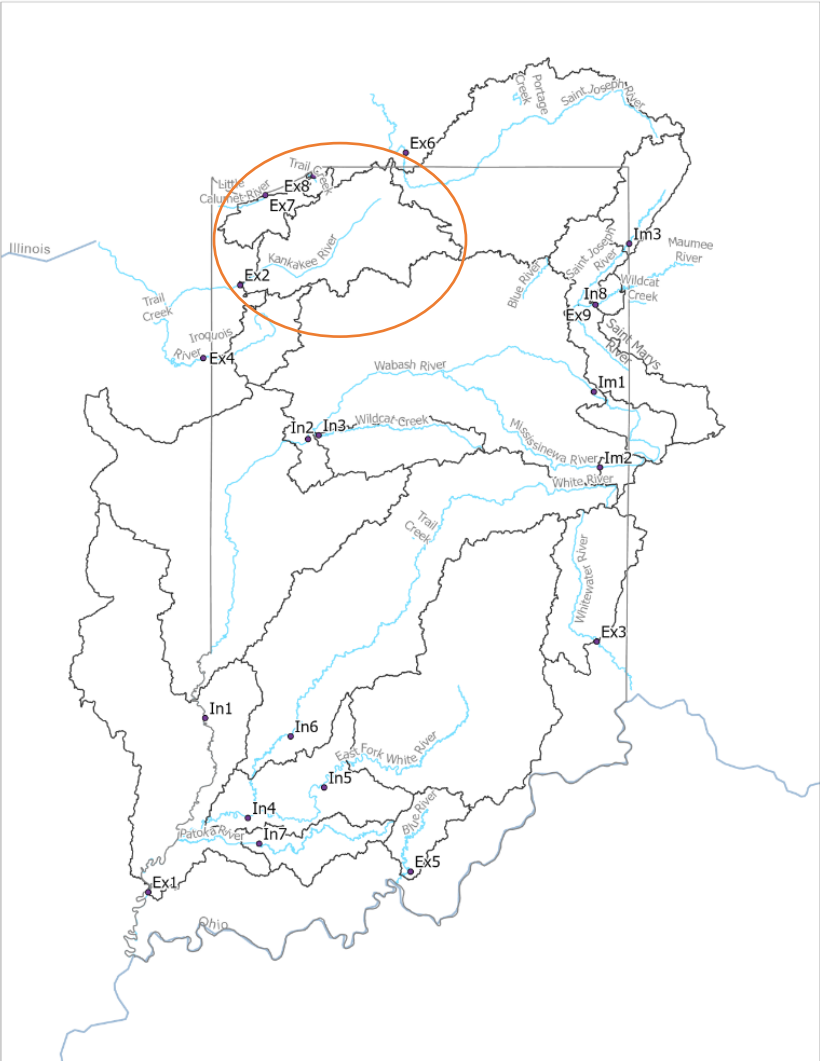 Portage
Creek
Saint Joseph River
Ex6
Trail Creek
Little
Calumet River
Ex8
Ex7
Kankakee River
Ex2
Illinois
Trail
Creek
Iroquois
River
Ex4
Im3
Maumee
River
Saint Joseph
River
Blue River
Wildcat
Creek
In8
Ex9
Saint Marys
River
Wabash River
Im1
In2
In3
Wildcat Creek
Mississinewa River
Im2
White River
Trail
Creek
Whitewater River
Ex3
In1
In6
East Fork White River
In5
In4
Patoka River
In7
Blue River
Ex5
Ex1
Ohio